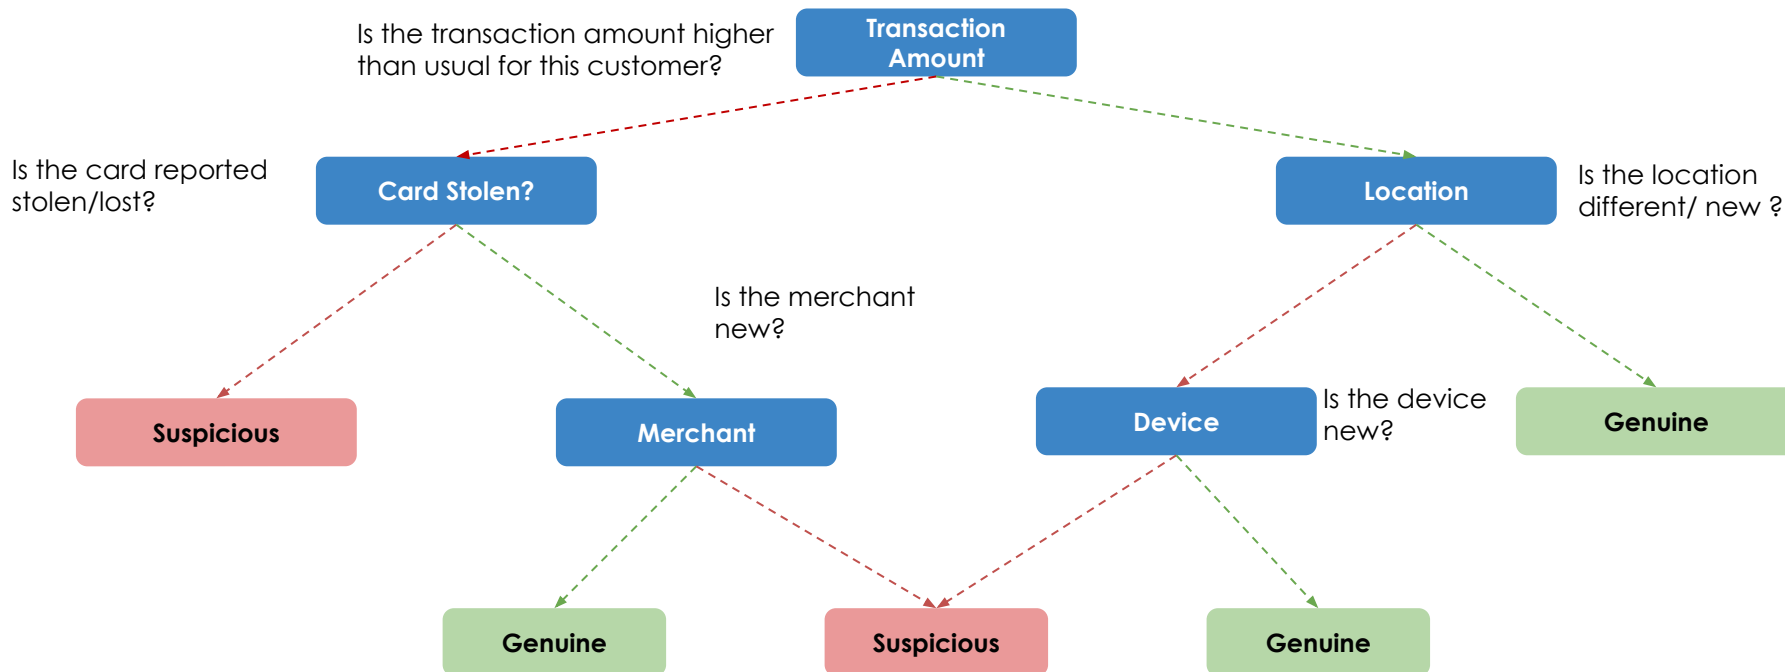 Is the transaction amount higher
than usual for this customer?
Transaction
Amount
Is the card reported
stolen/lost?
Card Stolen?
Location
Is the location
different/ new ?
Is the merchant
new?
Suspicious
Merchant
Device
Is the device
new?
Genuine
Genuine
Suspicious
Genuine